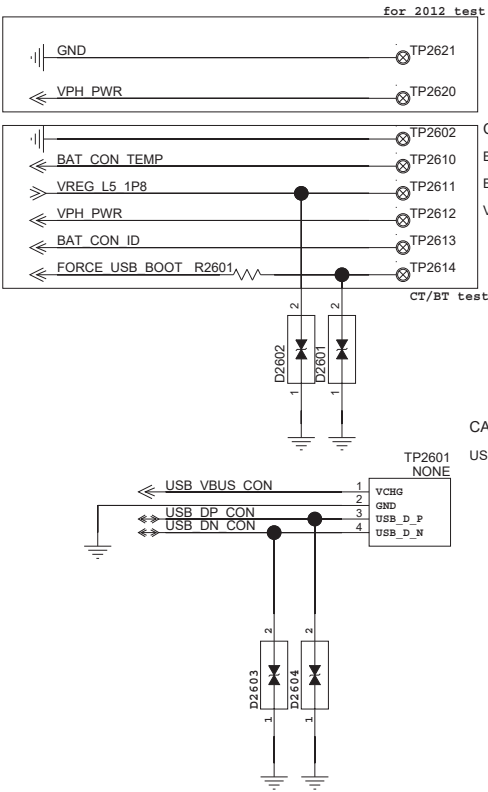 for 2012 test
GND TP2621
VPH_PWR TP2620
TP2602 C
BAT_CON_TEMP TP2610 E
VREG_L5_1P8 TP2611 E
VPH_PWR TP2612 V
BAT_CON_ID TP2613
FORCE_USB_BOOT R2601 TP2614
CT/BT test
2 2
D2602 D2601
1 1
CA
TP2601 US
NONE
USB_VBUS_CON 1 VCHG
2 GND
USB_DP_CON 3 USB_D_P
USB_DN_CON 4 USB_D_N
2 2
D2603 D2604
1 1